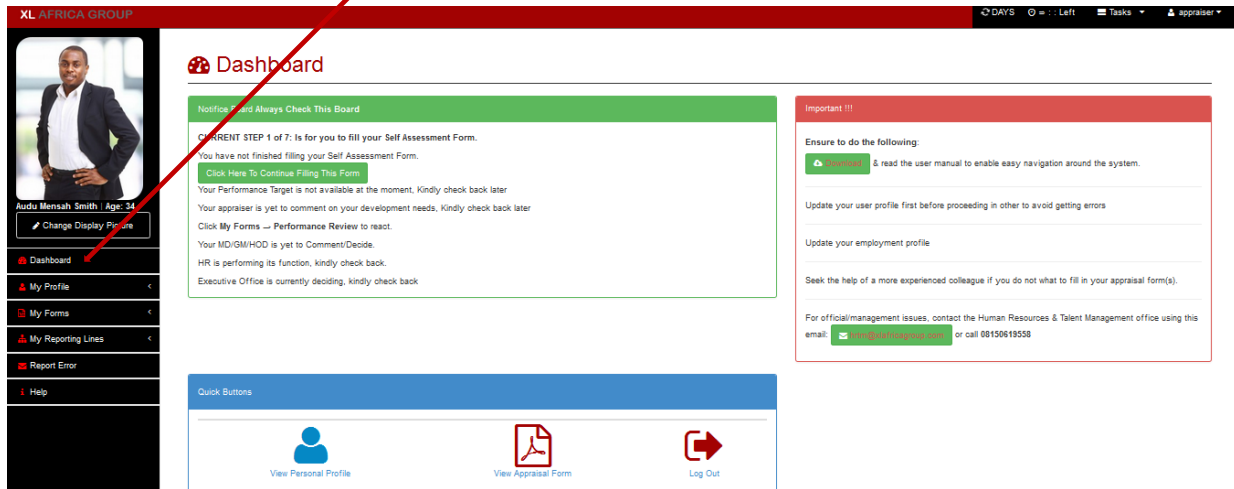 XL AFRICA GROUP
DAYS = : : Left Tasks appraiser
Dashboard
Audu Mensah Smith | Age: 34
Change Display Picture
Dashboard
My Profile
My Forms
My Reporting Lines
Report Error
Help
Notifice Board Always Check This Board
CURRENT STEP 1 of 7: Is for you to fill your Self Assessment Form.
You have not finished filling your Self Assessment Form.
Click Here To Continue Filling This Form
Your Performance Target is not available at the moment, Kindly check back later
Your appraiser is yet to comment on your development needs, Kindly check back later
Click My Forms → Performance Review to react.
Your MD/GM/HOD is yet to Comment/Decide.
HR is performing its function, kindly check back.
Executive Office is currently deciding, kindly check back
Important !!!
Ensure to do the following:
Download & read the user manual to enable easy navigation around the system.
Update your user profile first before proceeding in other to avoid getting errors
Update your employment profile
Seek the help of a more experienced colleague if you do not what to fill in your appraisal form(s).
For official/management issues, contact the Human Resources & Talent Management office using this
email: or call 08150619558
Quick Buttons
View Personal Profile
View Appraisal Form
Log Out